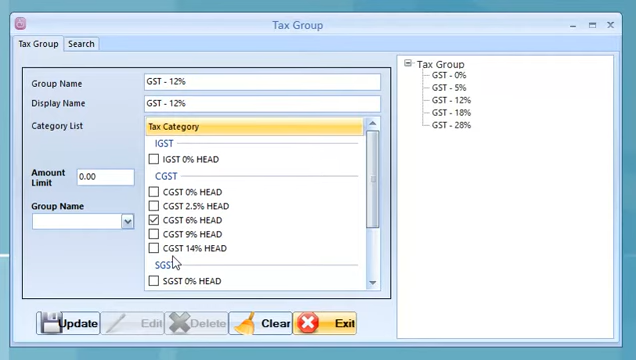 Tax Group
Tax Group
Search
Group Name
GST - 12%
Display Name
GST - 12%
Category List
Tax Category
IGST
IGST 0% HEAD
CGST
CGST 0% HEAD
CGST 2.5% HEAD
CGST 6% HEAD
CGST 9% HEAD
CGST 14% HEAD
SGST
SGST 0% HEAD
Amount Limit
0.00
Group Name
Update
Edit
Delete
Clear
Exit
Tax Group
GST - 0%
GST - 5%
GST - 12%
GST - 18%
GST - 28%